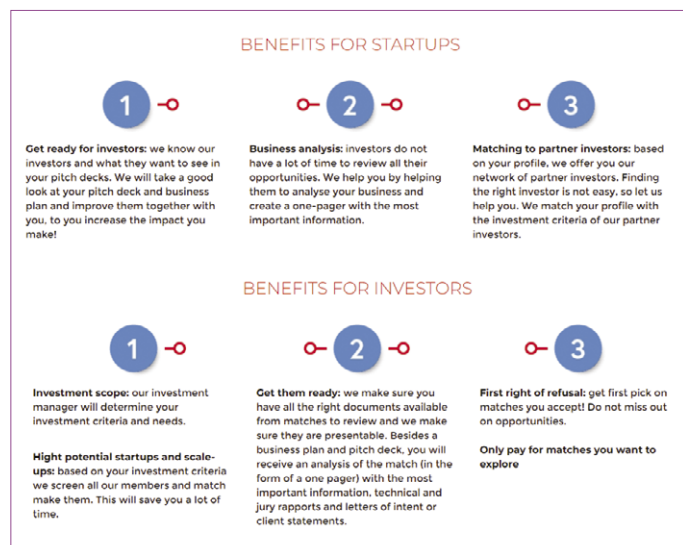 BENEFITS FOR STARTUPS
1
2
3
Get ready for investors: we know our
investors and what they want to see in
your pitch decks. We will take a good
look at your pitch deck and business
plan and improve them together with
you, to you increase the impact you
make!
Business analysis: investors do not
have a lot of time to review all their
opportunities. We help you by helping
them to analyse your business and
create a one-pager with the most
important information.
Matching to partner investors: based
on your profile, we offer you our
network of partner investors. Finding
the right investor is not easy, so let us
help you. We match your profile with
the investment criteria of our partner
investors.
BENEFITS FOR INVESTORS
1
2
3
Investment scope: our investment
manager will determine your
investment criteria and needs.
Hight potential startups and scale-
ups: based on your investment criteria
we screen all our members and match
make them. This will save you a lot of
time.
Get them ready: we make sure you
have all the right documents available
from matches to review and we make
sure they are presentable. Besides a
business plan and pitch deck, you will
receive an analysis of the match (in the
form of a one pager) with the most
important information, technical and
jury rapports and letters of intent or
client statements.
First right of refusal: get first pick on
matches you accept! Do not miss out
on opportunities.
Only pay for matches you want to
explore